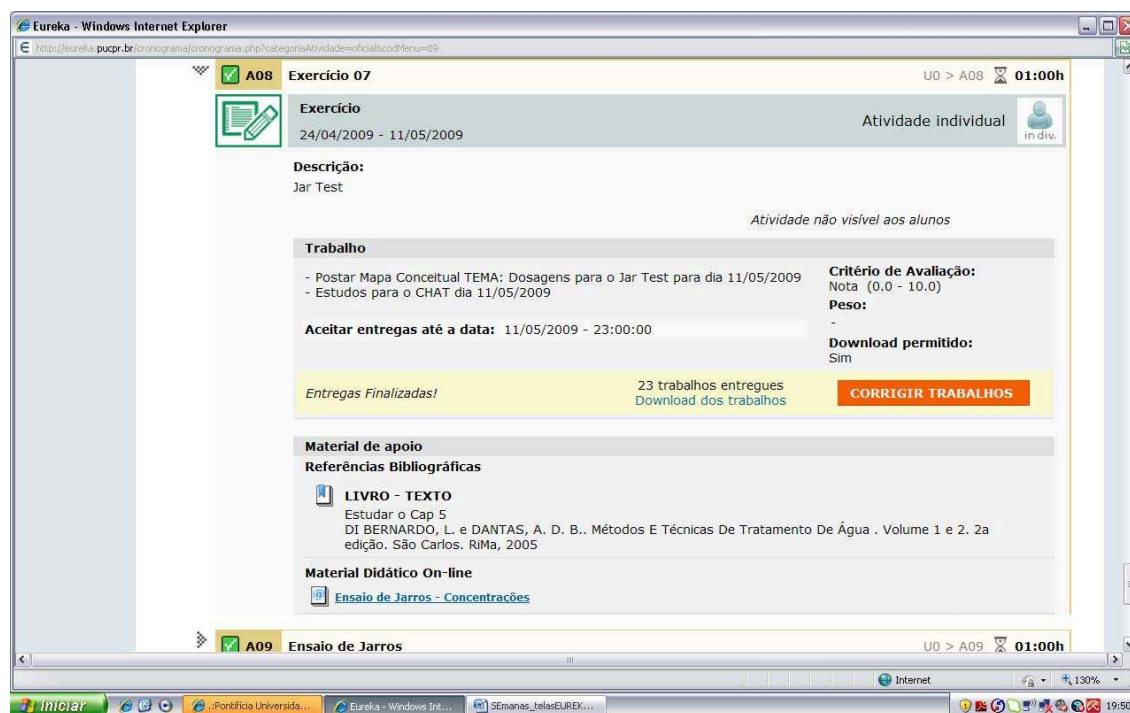 Eureka - Windows Internet Explorer
http://eureka.pucpr.br/cronograma/cronograma.php?categoriaAtividade=oficial&codMenu=89
A08 Exercício 07 U0 > A08 01:00h
Exercício
24/04/2009 - 11/05/2009
Atividade individual
indiv.
Descrição:
Jar Test
Atividade não visível aos alunos
Trabalho
- Postar Mapa Conceitual TEMA: Dosagens para o Jar Test para dia 11/05/2009
- Estudos para o CHAT dia 11/05/2009
Aceitar entregas até a data: 11/05/2009 - 23:00:00
Critério de Avaliação:
Nota (0.0 - 10.0)
Peso:
-
Download permitido:
Sim
Entregas Finalizadas!
23 trabalhos entregues
Download dos trabalhos
CORRIGIR TRABALHOS
Material de apoio
Referências Bibliográficas
LIVRO - TEXTO
Estudar o Cap 5
DI BERNARDO, L. e DANTAS, A. D. B.. Métodos E Técnicas De Tratamento De Água . Volume 1 e 2. 2a
edição. São Carlos. RiMa, 2005
Material Didático On-line
Ensaio de Jarros - Concentrações
A09 Ensaio de Jarros U0 > A09 01:00h
Internet 130%
Iniciar .:Pontifícia Universida... Eureka - Windows Int... SEmanas_telasEUREK... 19:50